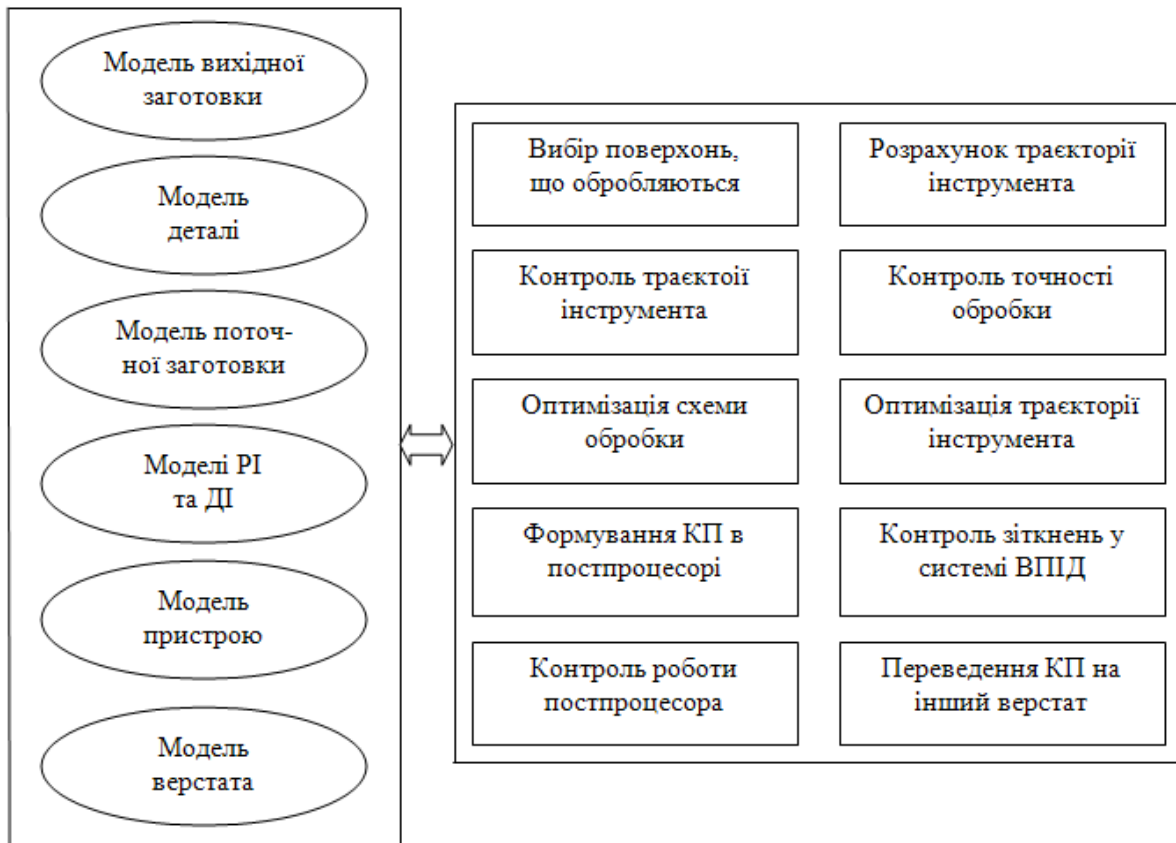 Модель вихідної
заготовки
Модель
деталі
Модель поточ-
ної заготовки
Моделі РІ
та ДІ
Модель
пристрою
Модель
верстата
Вибір поверхонь,
що обробляються
Розрахунок траєкторії
інструмента
Контроль траєктоії
інструмента
Контроль точності
обробки
Оптимізація схеми
обробки
Оптимізація траєкторії
інструмента
Формування КП в
постпроцесорі
Контроль зіткнень у
системі ВПІД
Контроль роботи
постпроцесора
Переведення КП на
інший верстат